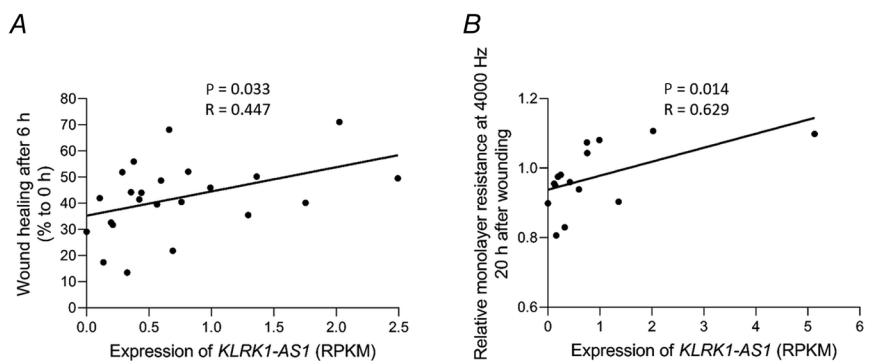 A
P = 0.033
R = 0.447
Wound healing after 6 h
(% to 0 h)
80
70
60
50
40
30
20
10
0
0.0 0.5 1.0 1.5 2.0 2.5
Expression of KLRK1-AS1 (RPKM)
B
P = 0.014
R = 0.629
Relative monolayer resistance at 4000 Hz
20 h after wounding
1.2
1.0
0.8
0.6
0 1 2 3 4 5 6
Expression of KLRK1-AS1 (RPKM)